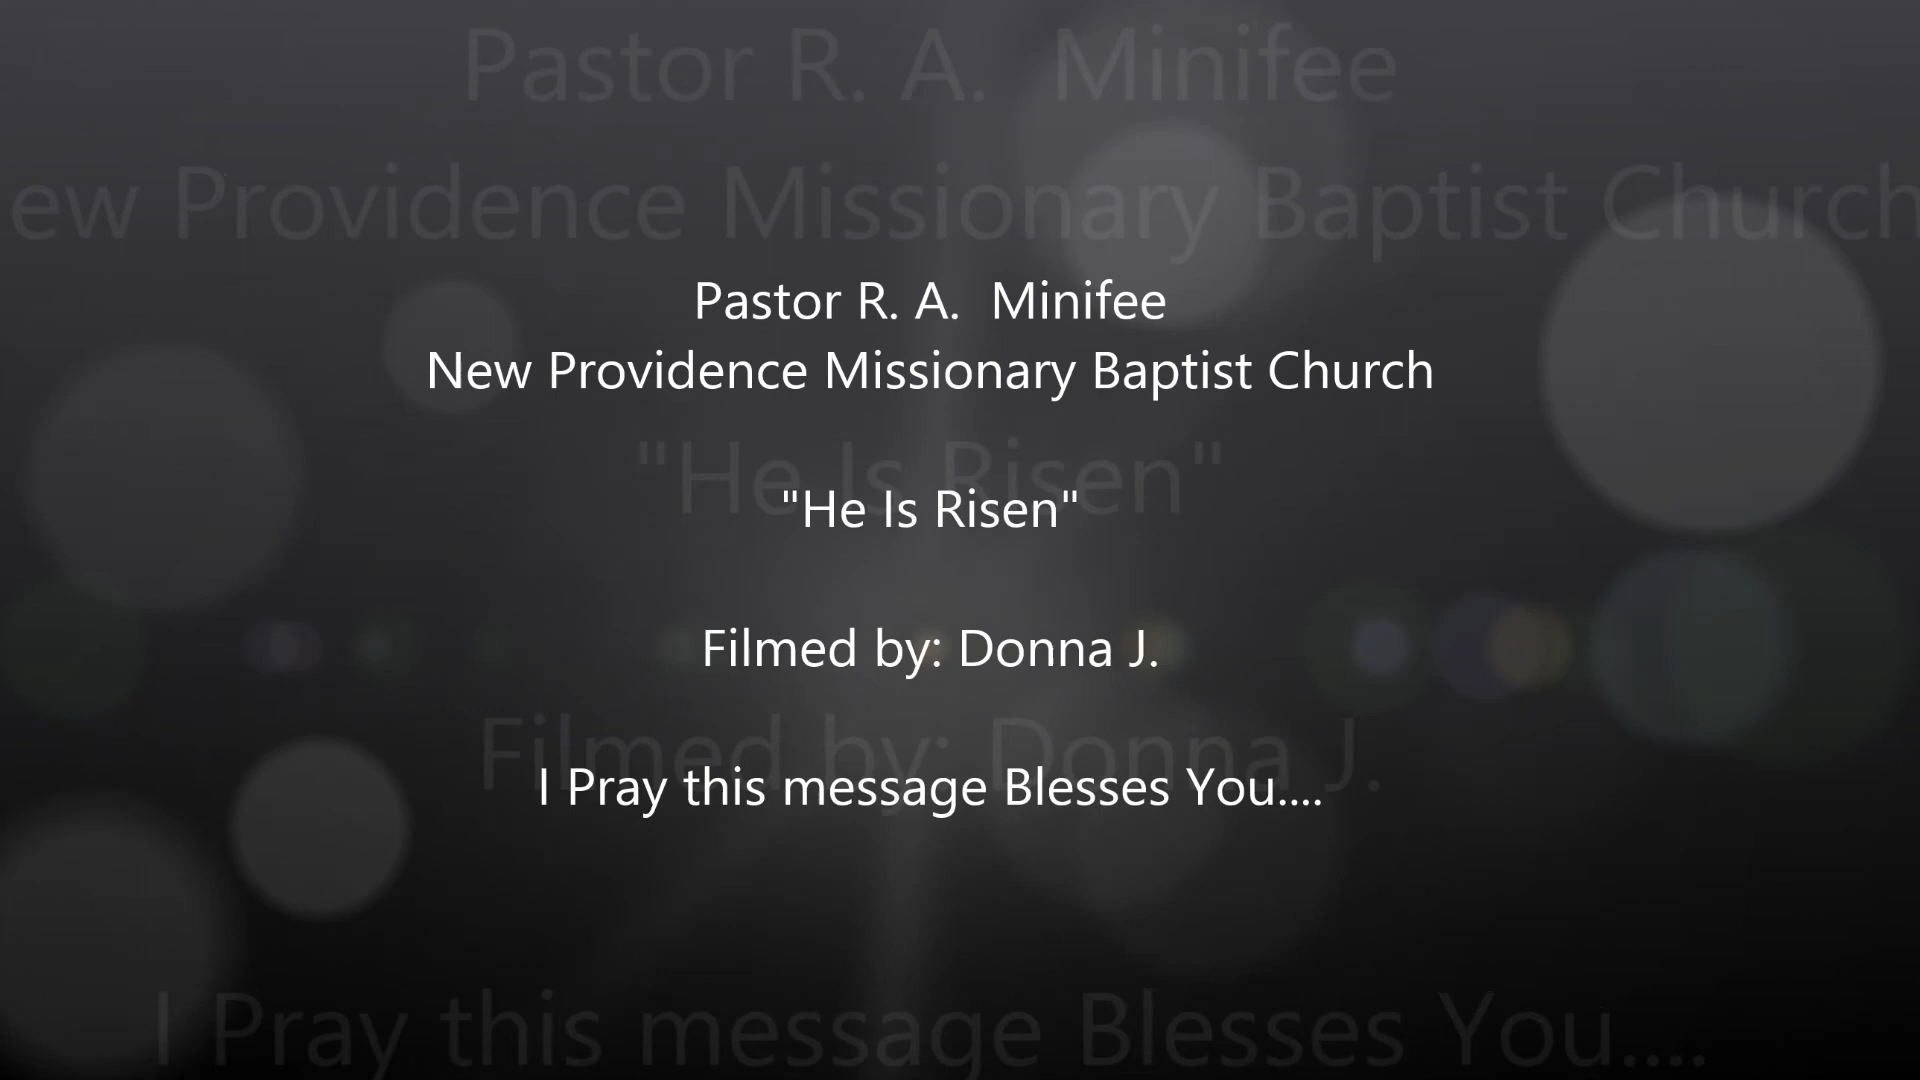 Pastor R. A.  Minifee
New Providence Missionary Baptist Church
"He Is Risen"
Filmed by: Donna J.
I Pray this message Blesses You....